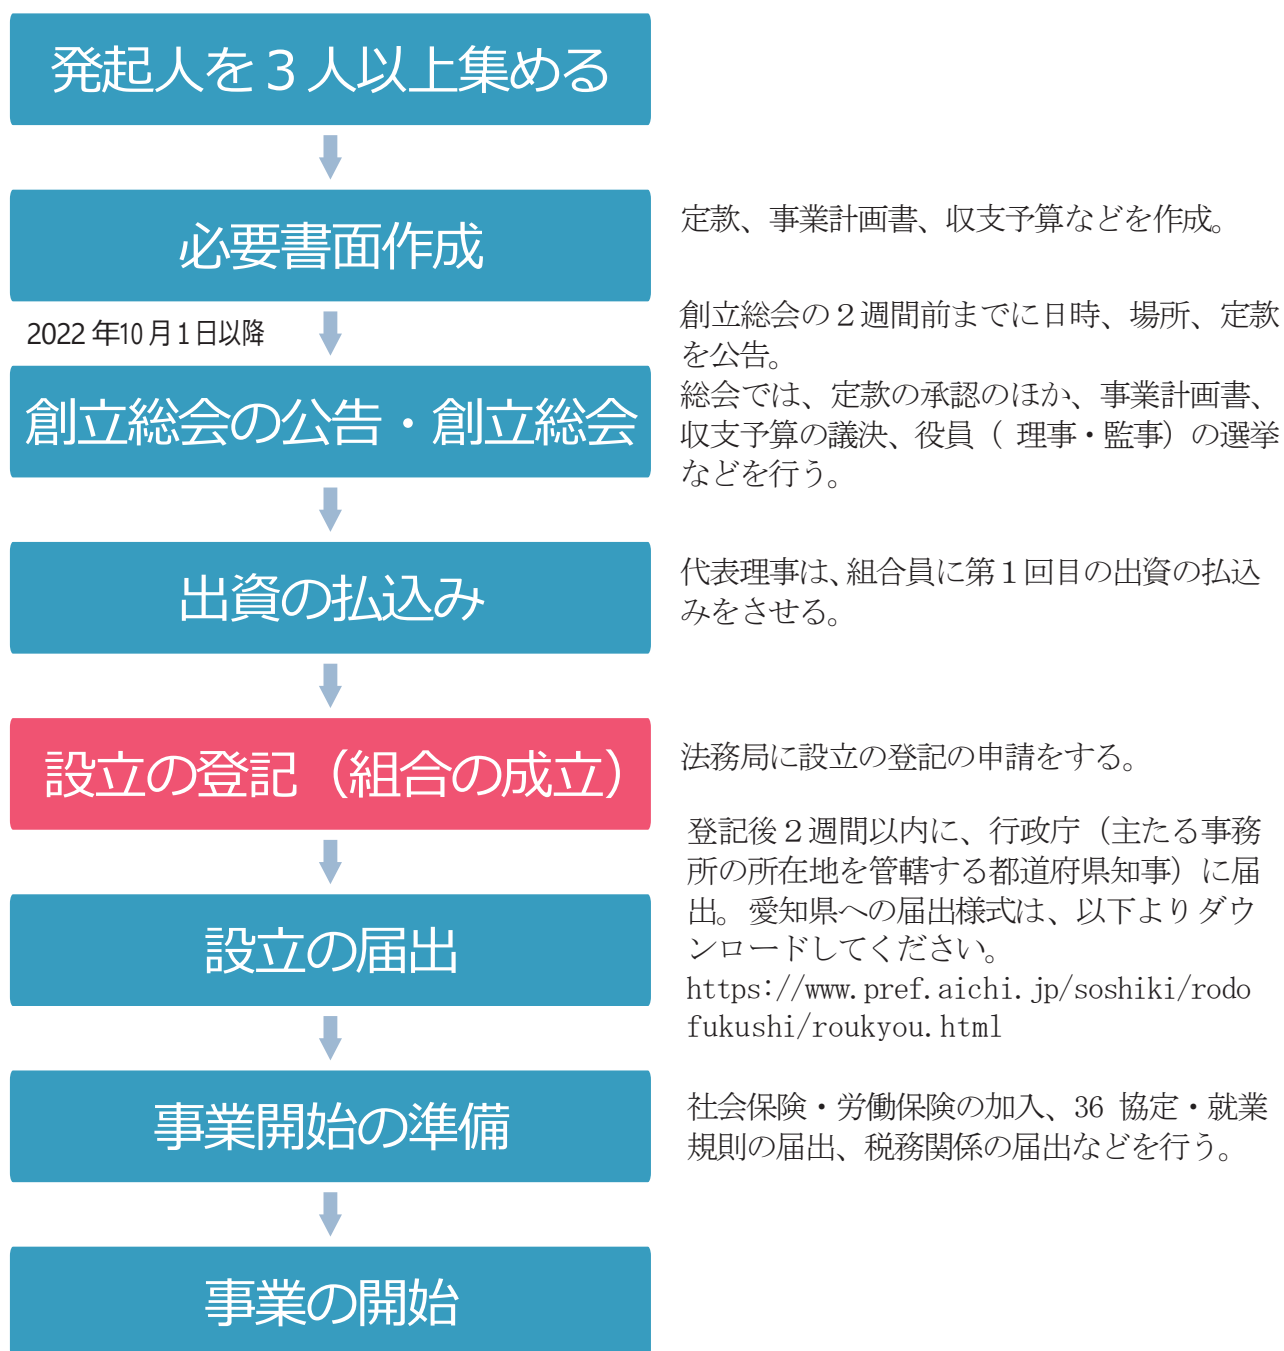 発起人を3人以上集める
必要書面作成
定款、事業計画書、収支予算などを作成。
2022年10月1日以降
創立総会の公告・創立総会
創立総会の２週間前までに日時、場所、定款
を公告。
総会では、定款の承認のほか、事業計画書、
収支予算の議決、役員（ 理事・監事）の選挙
などを行う。
出資の払込み
代表理事は、組合員に第１回目の出資の払込
みをさせる。
設立の登記（組合の成立）
法務局に設立の登記の申請をする。
設立の届出
登記後２週間以内に、行政庁（主たる事務
所の所在地を管轄する都道府県知事）に届
出。愛知県への届出様式は、以下よりダウ
ンロードしてください。
https://www.pref.aichi.jp/soshiki/rodo
fukushi/roukyou.html
事業開始の準備
社会保険・労働保険の加入、36 協定・就業
規則の届出、税務関係の届出などを行う。
事業の開始